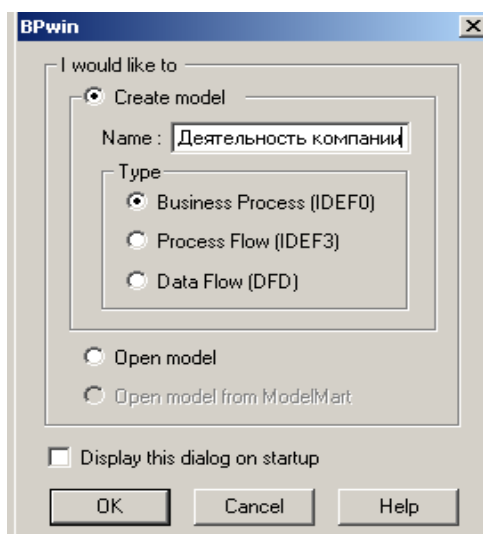 BPwin
I would like to
Create model
Name : Деятельность компании
Type
Business Process (IDEF0)
Process Flow (IDEF3)
Data Flow (DFD)
Open model
Open model from ModelMart
Display this dialog on startup
OK Cancel Help